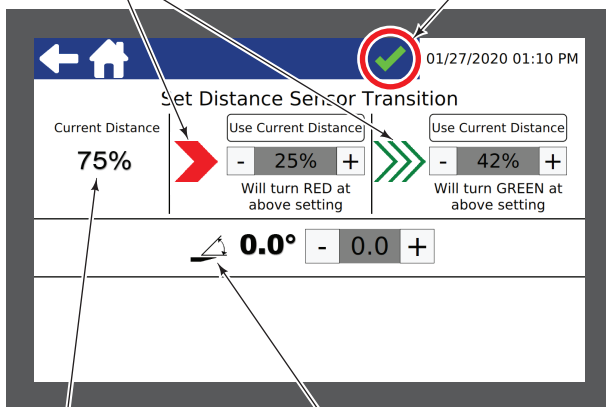 01/27/2020 01:10 PM
Set Distance Sensor Transition
Current Distance
75%
Use Current Distance
- 25% +
Will turn RED at
above setting
Use Current Distance
- 42% +
Will turn GREEN at
above setting
0.0° - 0.0 +